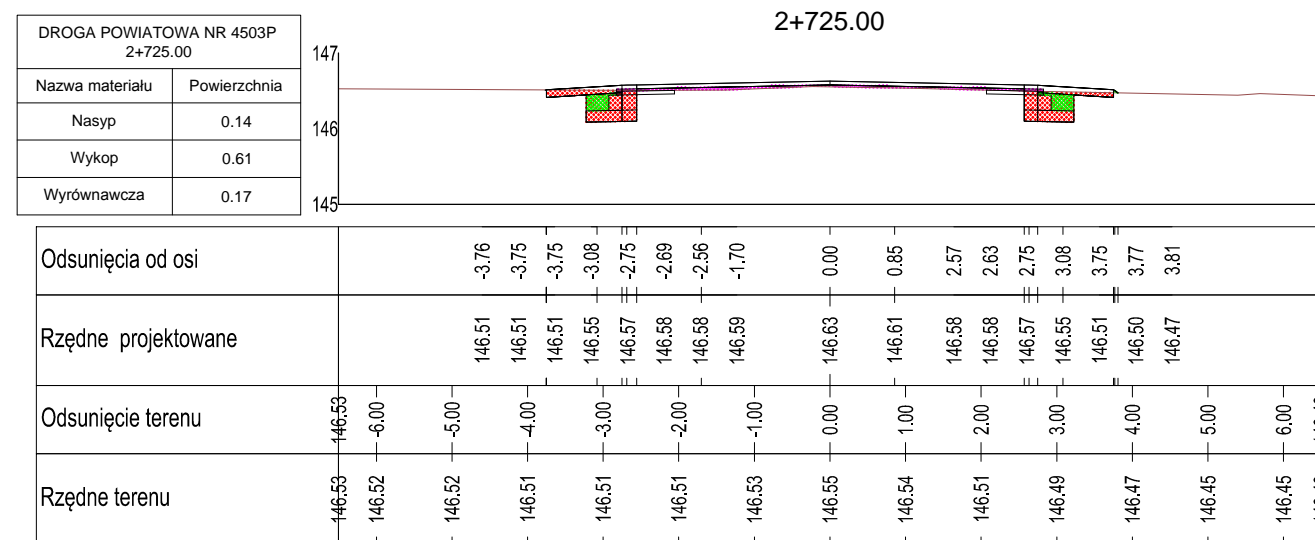 2+725.00
DROGA POWIATOWA NR 4503P
2+725.00
Nazwa materiału Powierzchnia
Nasyp 0.14
Wykop 0.61
Wyrównawcza 0.17
147
146
145
Odsunięcia od osi -3.76 -3.75 -3.75 -3.08 -2.75 -2.69 -2.56 -1.70 0.00 0.85 2.57 2.63 2.75 3.08 3.75 3.77 3.81
Rzędne projektowane 146.51 146.51 146.51 146.55 146.57 146.58 146.58 146.59 146.63 146.61 146.58 146.58 146.57 146.55 146.51 146.50 146.47
Odsunięcie terenu 146.53 -6.00 -5.00 -4.00 -3.00 -2.00 -1.00 0.00 1.00 2.00 3.00 4.00 5.00 6.00
Rzędne terenu 146.53 146.52 146.52 146.51 146.51 146.51 146.53 146.55 146.54 146.51 146.49 146.47 146.45 146.45